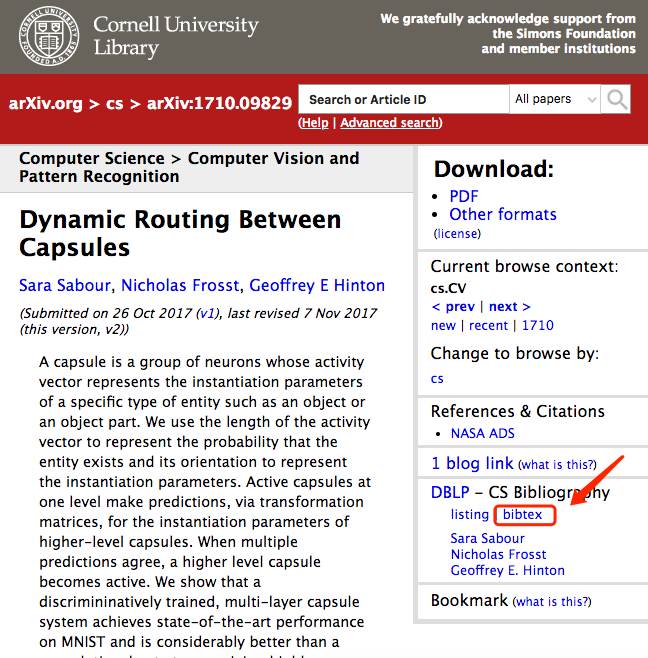 CORNELL UNIVERSITY
FOUNDED A.D. 1865
Cornell University
Library
We gratefully acknowledge support from
the Simons Foundation
and member institutions
arXiv.org > cs > arXiv:1710.09829
Search or Article ID
All papers
(Help | Advanced search)
Computer Science > Computer Vision and
Pattern Recognition
Dynamic Routing Between
Capsules
Sara Sabour, Nicholas Frosst, Geoffrey E Hinton
(Submitted on 26 Oct 2017 (v1), last revised 7 Nov 2017
(this version, v2))
A capsule is a group of neurons whose activity
vector represents the instantiation parameters
of a specific type of entity such as an object or
an object part. We use the length of the activity
vector to represent the probability that the
entity exists and its orientation to represent
the instantiation parameters. Active capsules at
one level make predictions, via transformation
matrices, for the instantiation parameters of
higher-level capsules. When multiple
predictions agree, a higher level capsule
becomes active. We show that a
discrimininatively trained, multi-layer capsule
system achieves state-of-the-art performance
on MNIST and is considerably better than a
Download:
• PDF
• Other formats
(license)
Current browse context:
cs.CV
< prev | next >
new | recent | 1710
Change to browse by:
cs
References & Citations
• NASA ADS
1 blog link (what is this?)
DBLP - CS Bibliography
listing bibtex
Sara Sabour
Nicholas Frosst
Geoffrey E. Hinton
Bookmark (what is this?)